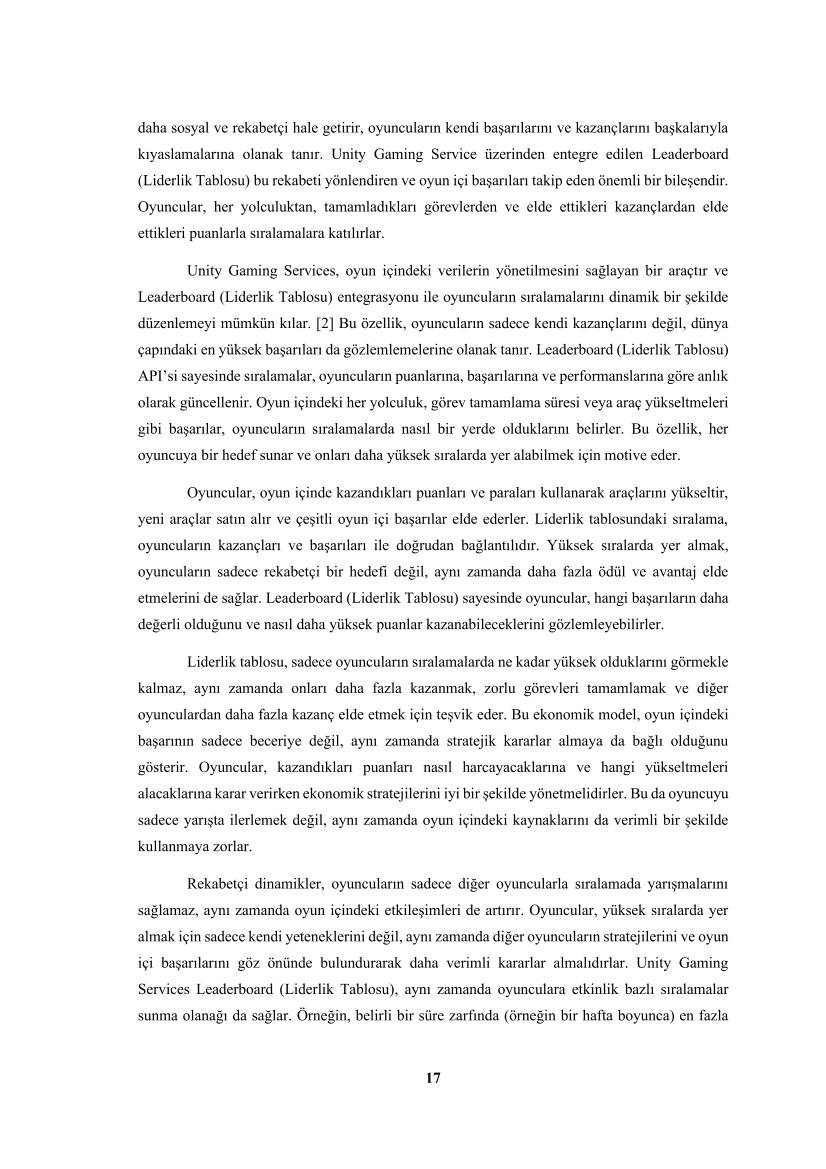 daha sosyal ve rekabetçi hale getirir, oyuncuların kendi başarılarını ve kazançlarını başkalarıyla
kıyaslamalarına olanak tanır. Unity Gaming Service üzerinden entegre edilen Leaderboard
(Liderlik Tablosu) bu rekabeti yönlendiren ve oyun içi başarıları takip eden önemli bir bileşendir.
Oyuncular, her yolculuktan, tamamladıkları görevlerden ve elde ettikleri kazançlardan elde
ettikleri puanlarla sıralamalara katılırlar.
Unity Gaming Services, oyun içindeki verilerin yönetilmesini sağlayan bir araçtır ve
Leaderboard (Liderlik Tablosu) entegrasyonu ile oyuncuların sıralamalarını dinamik bir şekilde
düzenlemeyi mümkün kılar. [2] Bu özellik, oyuncuların sadece kendi kazançlarını değil, dünya
çapındaki en yüksek başarıları da gözlemlemelerine olanak tanır. Leaderboard (Liderlik Tablosu)
API’si sayesinde sıralamalar, oyuncuların puanlarına, başarılarına ve performanslarına göre anlık
olarak güncellenir. Oyun içindeki her yolculuk, görev tamamlama süresi veya araç yükseltmeleri
gibi başarılar, oyuncuların sıralamalarda nasıl bir yerde olduklarını belirler. Bu özellik, her
oyuncuya bir hedef sunar ve onları daha yüksek sıralarda yer alabilmek için motive eder.
Oyuncular, oyun içinde kazandıkları puanları ve paraları kullanarak araçlarını yükseltir,
yeni araçlar satın alır ve çeşitli oyun içi başarılar elde ederler. Liderlik tablosundaki sıralama,
oyuncuların kazançları ve başarıları ile doğrudan bağlantılıdır. Yüksek sıralarda yer almak,
oyuncuların sadece rekabetçi bir hedefi değil, aynı zamanda daha fazla ödül ve avantaj elde
etmelerini de sağlar. Leaderboard (Liderlik Tablosu) sayesinde oyuncular, hangi başarıların daha
değerli olduğunu ve nasıl daha yüksek puanlar kazanabileceklerini gözlemleyebilirler.
Liderlik tablosu, sadece oyuncuların sıralamalarda ne kadar yüksek olduklarını görmekle
kalmaz, aynı zamanda onları daha fazla kazanmak, zorlu görevleri tamamlamak ve diğer
oyunculardan daha fazla kazanç elde etmek için teşvik eder. Bu ekonomik model, oyun içindeki
başarının sadece beceriye değil, aynı zamanda stratejik kararlar almaya da bağlı olduğunu
gösterir. Oyuncular, kazandıkları puanları nasıl harcayacaklarına ve hangi yükseltmeleri
alacaklarına karar verirken ekonomik stratejilerini iyi bir şekilde yönetmelidirler. Bu da oyuncuyu
sadece yarışta ilerlemek değil, aynı zamanda oyun içindeki kaynaklarını da verimli bir şekilde
kullanmaya zorlar.
Rekabetçi dinamikler, oyuncuların sadece diğer oyuncularla sıralamada yarışmalarını
sağlamaz, aynı zamanda oyun içindeki etkileşimleri de artırır. Oyuncular, yüksek sıralarda yer
almak için sadece kendi yeteneklerini değil, aynı zamanda diğer oyuncuların stratejilerini ve oyun
içi başarılarını göz önünde bulundurarak daha verimli kararlar almalıdırlar. Unity Gaming
Services Leaderboard (Liderlik Tablosu), aynı zamanda oyunculara etkinlik bazlı sıralamalar
sunma olanağı da sağlar. Örneğin, belirli bir süre zarfında (örneğin bir hafta boyunca) en fazla
17